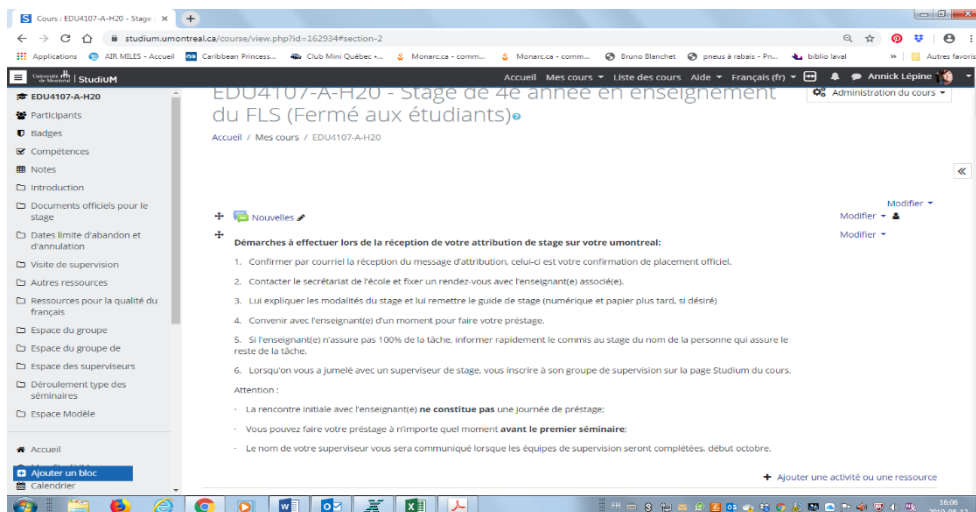 Cours : EDU4107-A-H20 - Stage
studium.umontreal.ca/course/view.php?id=162934#section-2
Applications AIR MILES - Accueil Caribbean Princess... Club Mini Québec •... Monarc.ca - comm... Monarc.ca - comm... Bruno Blanchet pneus à rabais - Pn... biblio laval » Autres favoris
Université de Montréal | StudiUM Accueil Mes cours Liste des cours Aide Français (fr) Annick Lépine
EDU4107-A-H20
Participants
Badges
Compétences
Notes
Introduction
Documents officiels pour le
stage
Dates limite d'abandon et
d'annulation
Visite de supervision
Autres ressources
Ressources pour la qualité du
français
Espace du groupe
Espace du groupe de
Espace des superviseurs
Déroulement type des
séminaires
Espace Modèle
Accueil
Ajouter un bloc
Calendrier
EDU4107-A-H20 - Stage de 4e année en enseignement
du FLS (Fermé aux étudiants)
Administration du cours
Accueil / Mes cours / EDU4107-A-H20
Modifier
Nouvelles
Modifier
Modifier
Démarches à effectuer lors de la réception de votre attribution de stage sur votre umontreal:
1. Confirmer par courriel la réception du message d'attribution, celui-ci est votre confirmation de placement officiel.
2. Contacter le secrétariat de l'école et fixer un rendez-vous avec l'enseignant(e) associé(e).
3. Lui expliquer les modalités du stage et lui remettre le guide de stage (numérique et papier plus tard, si désiré)
4. Convenir avec l'enseignant(e) d'un moment pour faire votre préstage.
5. Si l'enseignant(e) n'assure pas 100% de la tâche, informer rapidement le commis au stage du nom de la personne qui assure le
reste de la tâche.
6. Lorsqu'on vous a jumelé avec un superviseur de stage, vous inscrire à son groupe de supervision sur la page Studium du cours.
Attention :
· La rencontre initiale avec l'enseignant(e) ne constitue pas une journée de préstage;
· Vous pouvez faire votre préstage à n'importe quel moment avant le premier séminaire;
· Le nom de votre superviseur vous sera communiqué lorsque les équipes de supervision seront complétées, début octobre.
Ajouter une activité ou une ressource
FR 16:06